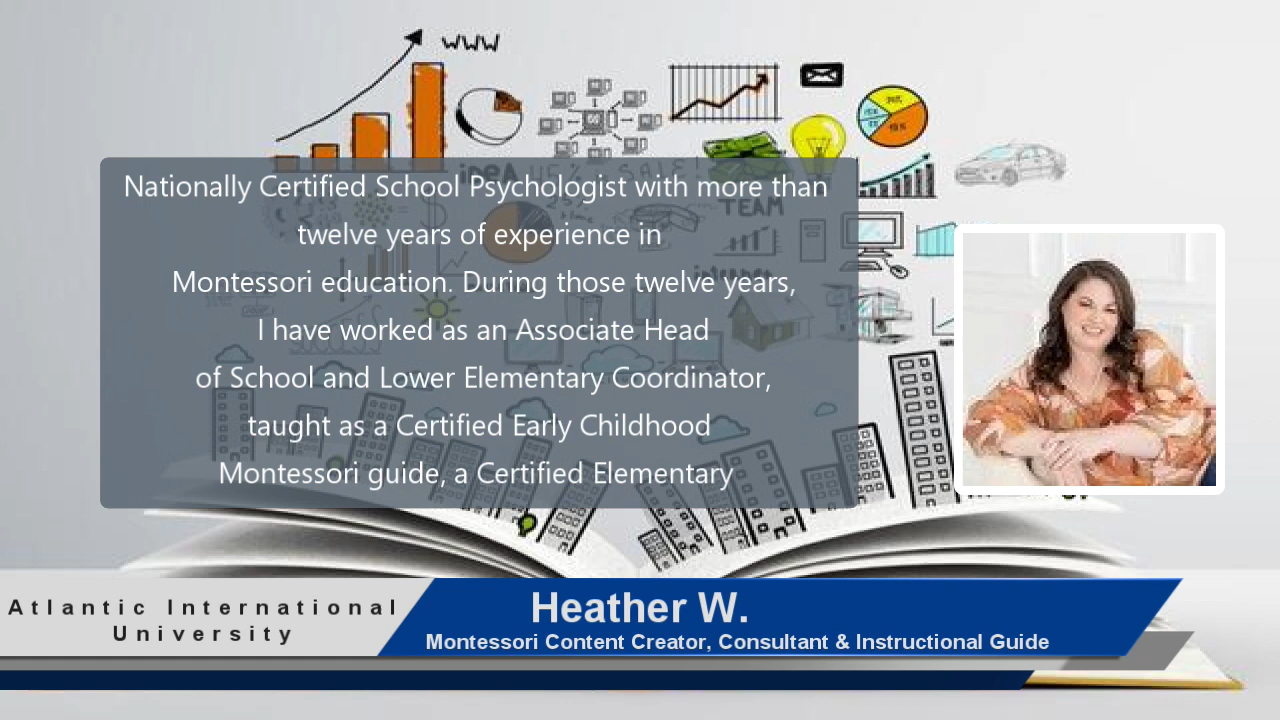 WWW
Nationally Certified School Psychologist with more than
twelve years of experience in
Montessori education. During those twelve years,
I have worked as an Associate Head
of School and Lower Elementary Coordinator,
taught as a Certified Early Childhood
Montessori guide, a Certified Elementary
TEAM
Atlantic International
University
Heather W.
Montessori Content Creator, Consultant & Instructional Guide